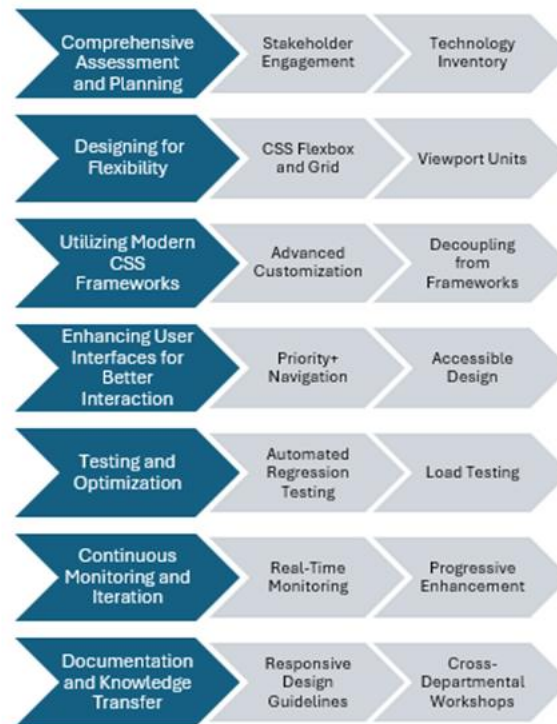 Comprehensive
Assessment
and Planning
Stakeholder
Engagement
Technology
Inventory
Designing for
Flexibility
CSS Flexbox
and Grid
Viewport Units
Utilizing Modern
CSS
Frameworks
Advanced
Customization
Decoupling
from
Frameworks
Enhancing User
Interfaces for
Better
Interaction
Priority+
Navigation
Accessible
Design
Testing and
Optimization
Automated
Regression
Testing
Load Testing
Continuous
Monitoring and
Iteration
Real-Time
Monitoring
Progressive
Enhancement
Documentation
and Knowledge
Transfer
Responsive
Design
Guidelines
Cross-
Departmental
Workshops